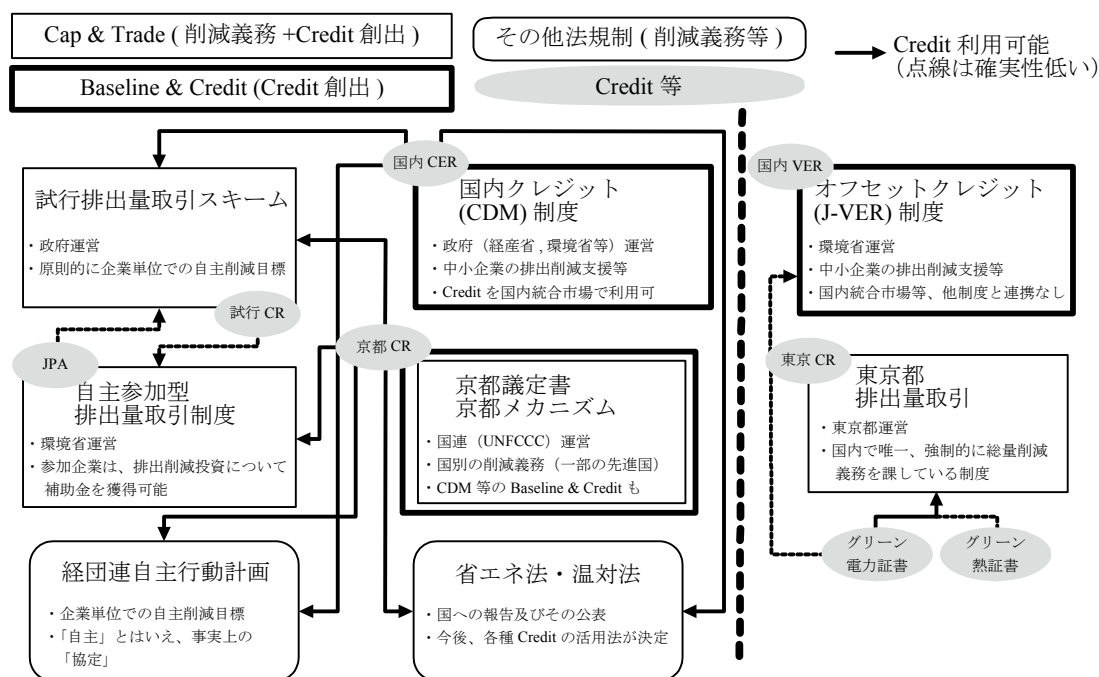 Cap & Trade ( 削減義務 +Credit 創出 )
その他法規制 ( 削減義務等 )
Credit 利用可能
（点線は確実性低い）
Baseline & Credit (Credit 創出 )
Credit 等
国内 CER
国内 VER
試行排出量取引スキーム
・政府運営
・原則的に企業単位での自主削減目標
国内クレジット
(CDM) 制度
・政府（経産省 , 環境省等）運営
・中小企業の排出削減支援等
・Credit を国内統合市場で利用可
オフセットクレジット
(J-VER) 制度
・環境省運営
・中小企業の排出削減支援等
・国内統合市場等、他制度と連携なし
試行 CR
JPA
京都 CR
東京 CR
自主参加型
排出量取引制度
・環境省運営
・参加企業は、排出削減投資について
補助金を獲得可能
京都議定書
京都メカニズム
・国連（UNFCCC）運営
・国別の削減義務（一部の先進国）
・CDM 等の Baseline & Credit も
東京都
排出量取引
・東京都運営
・国内で唯一、強制的に総量削減
義務を課している制度
グリーン
電力証書
グリーン
熱証書
経団連自主行動計画
・企業単位での自主削減目標
・「自主」とはいえ、事実上の
「協定」
省エネ法・温対法
・国への報告及びその公表
・今後、各種 Credit の活用法が決定